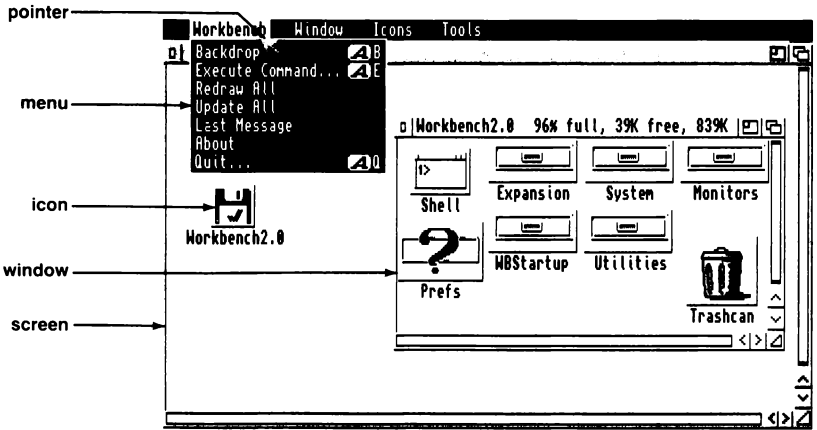 pointer
Workbench Window Icons Tools
Backdrop A B
Execute Command... A E
menu
Redraw All
Update All
Last Message
About
Quit... A Q
Workbench2.0 96% full, 39K free, 839K
1>
Shell
Expansion
System
Monitors
icon
Workbench2.0
window
?
Prefs
WBStartup
Utilities
Trashcan
screen